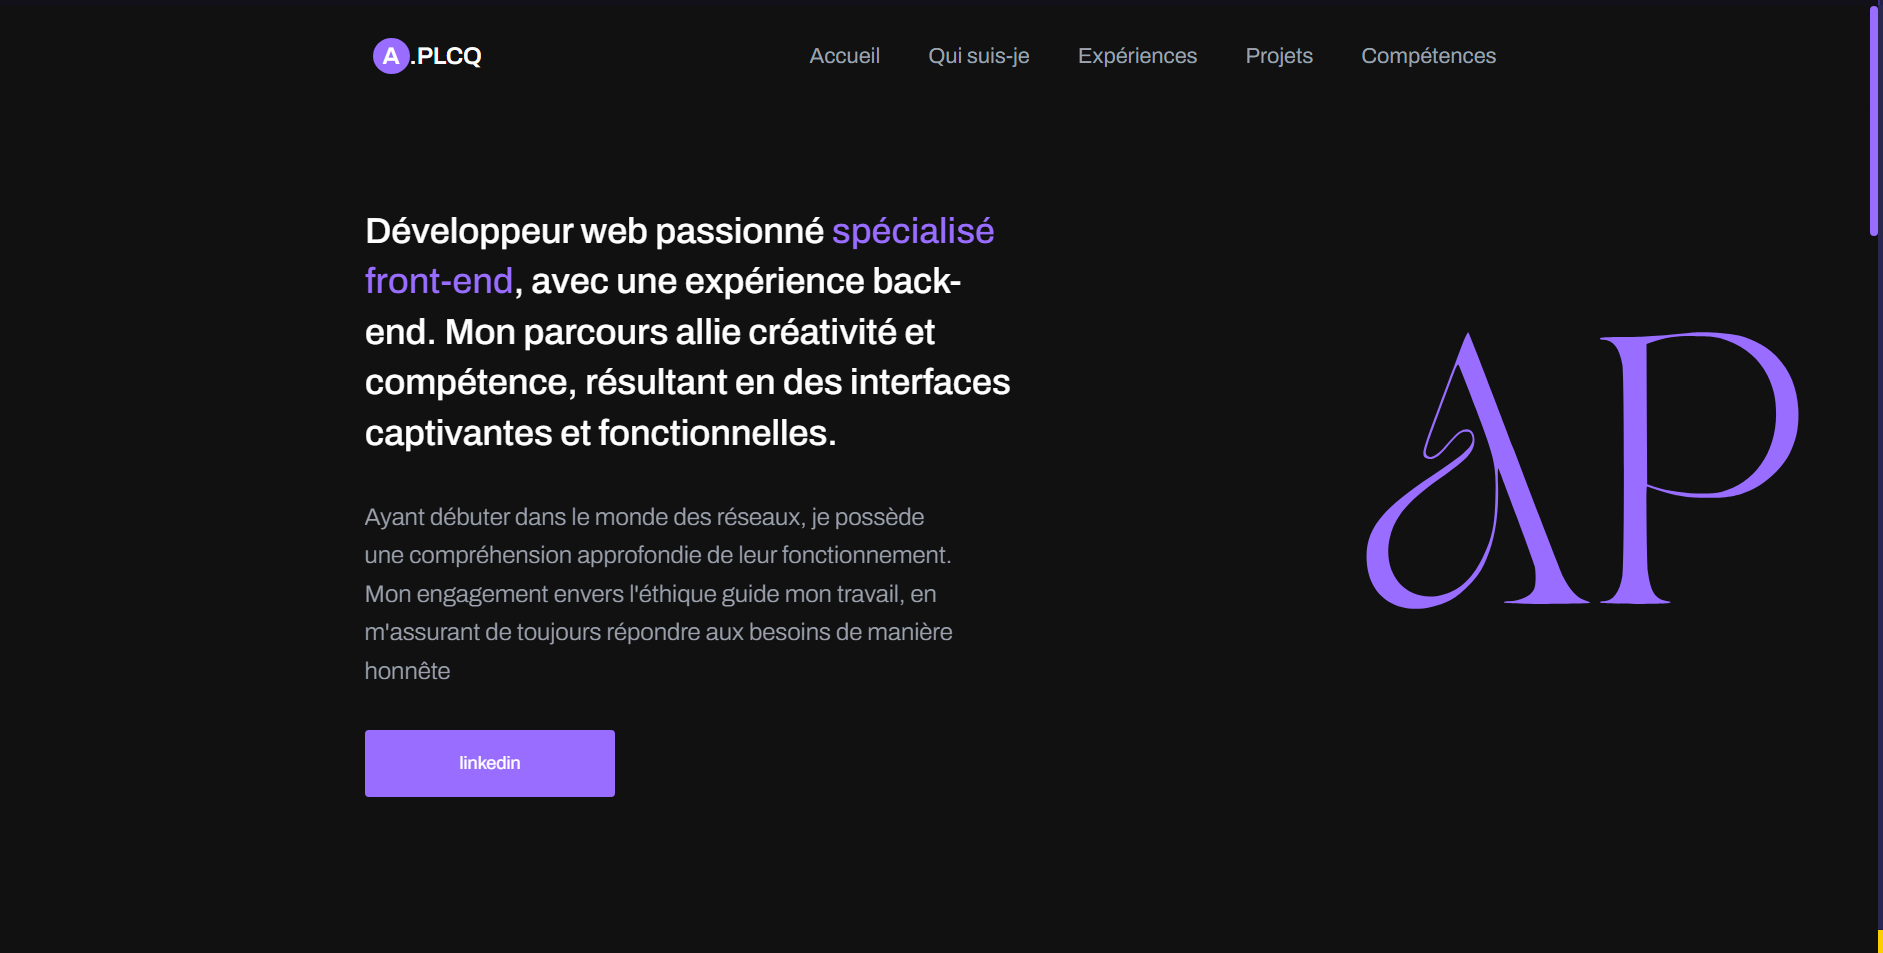 A.PLCQ
Accueil Qui suis-je Expériences Projets Compétences
Développeur web passionné spécialisé
front-end, avec une expérience back-
end. Mon parcours allie créativité et
compétence, résultant en des interfaces
captivantes et fonctionnelles.
AP
Ayant débuter dans le monde des réseaux, je possède
une compréhension approfondie de leur fonctionnement.
Mon engagement envers l'éthique guide mon travail, en
m'assurant de toujours répondre aux besoins de manière
honnête
linkedin